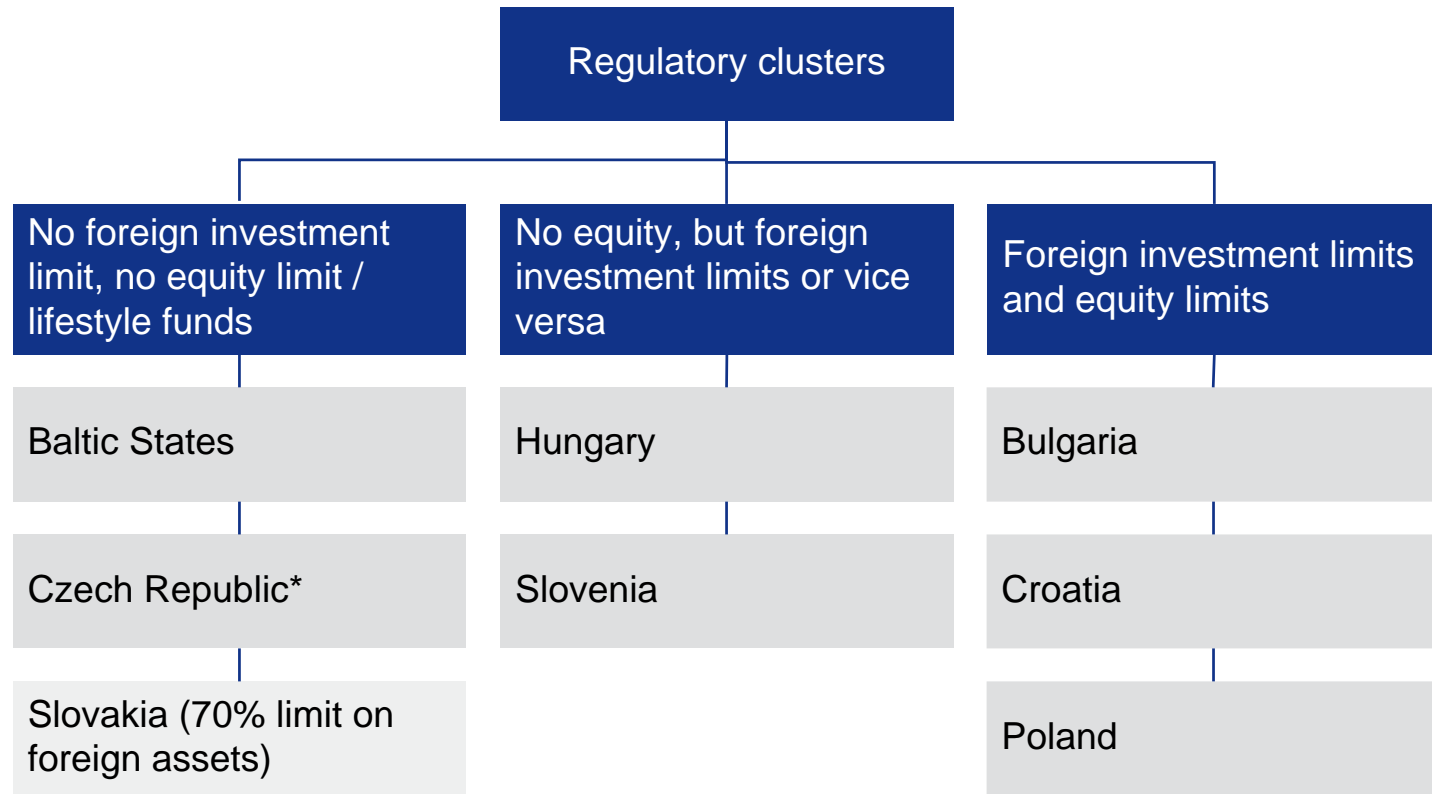 Regulatory clusters
No foreign investment
limit, no equity limit /
lifestyle funds
Baltic States
Czech Republic*
Slovakia (70% limit on
foreign assets)
No equity, but foreign
investment limits or vice
versa
Hungary
Slovenia
Foreign investment limits
and equity limits
Bulgaria
Croatia
Poland